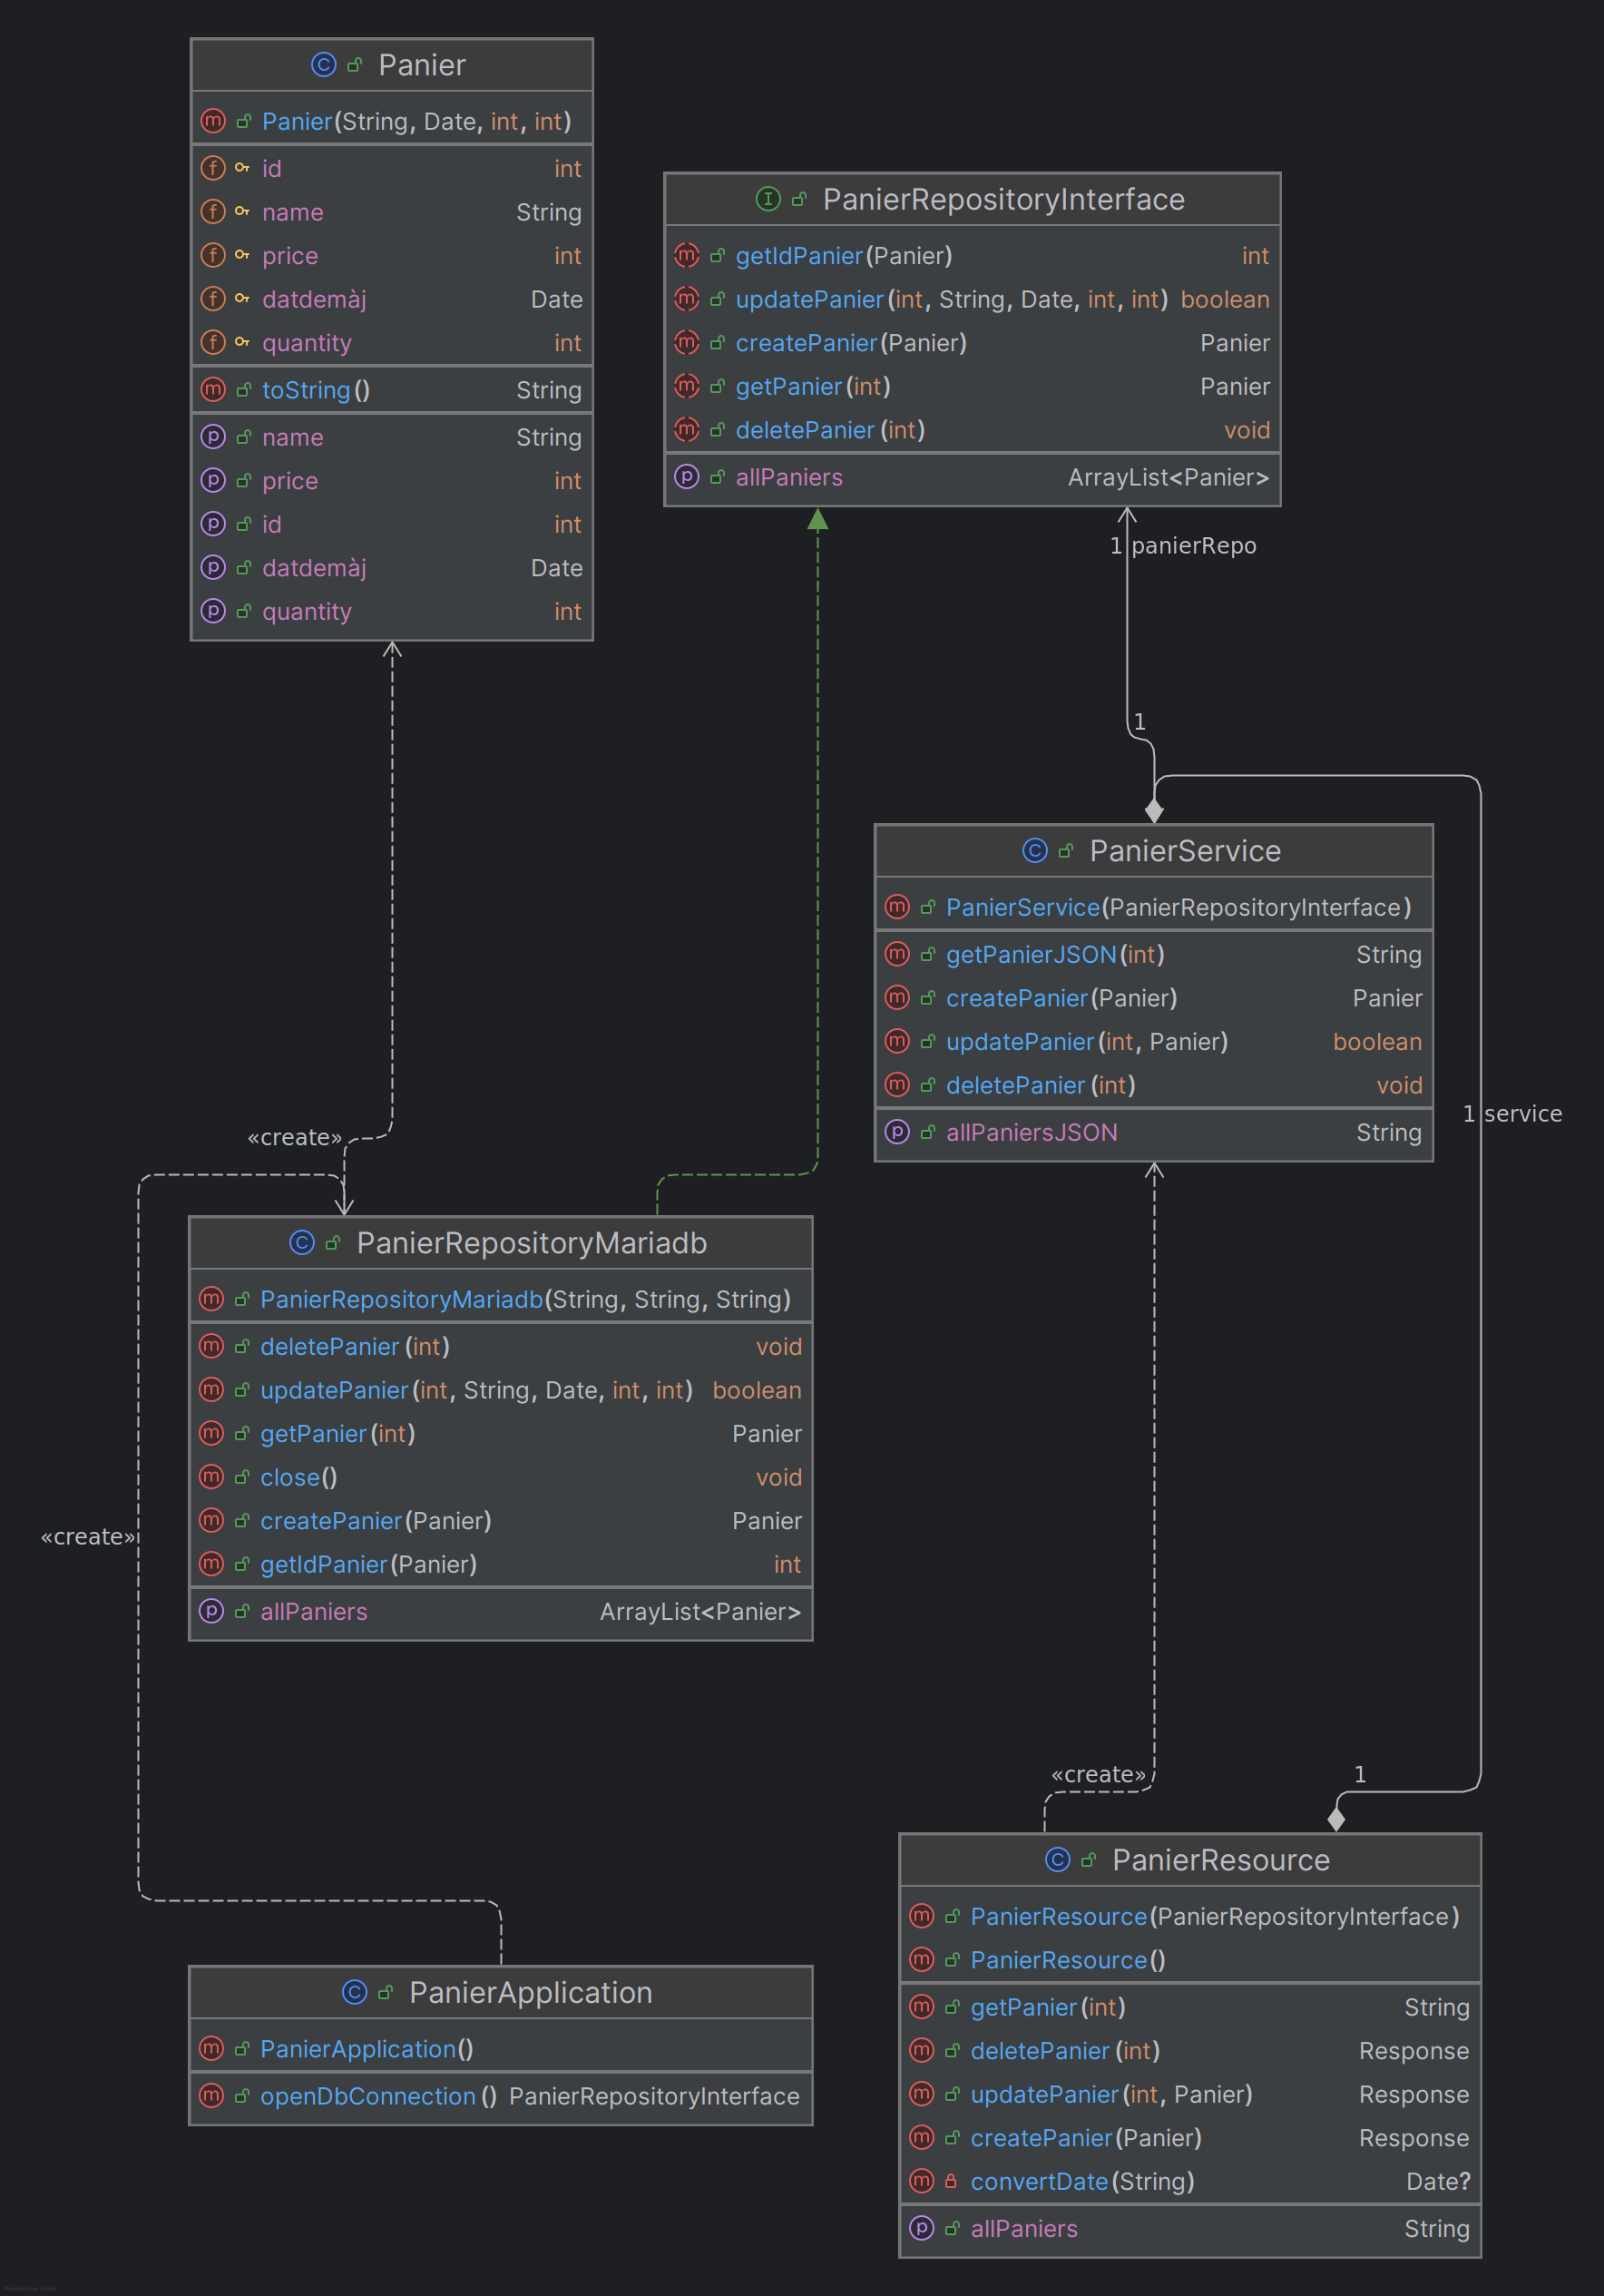 Panier
Panier(String, Date, int, int)
id int
name String
price int
datdemàj Date
quantity int
toString() String
name String
price int
id int
datdemàj Date
quantity int
PanierRepositoryInterface
getIdPanier(Panier) int
updatePanier(int, String, Date, int, int) boolean
createPanier(Panier) Panier
getPanier(int) Panier
deletePanier(int) void
allPaniers ArrayList<Panier>
1 panierRepo
1
PanierService
PanierService(PanierRepositoryInterface)
getPanierJSON(int) String
createPanier(Panier) Panier
updatePanier(int, Panier) boolean
deletePanier(int) void
allPaniersJSON String
1 service
«create»
PanierRepositoryMariadb
PanierRepositoryMariadb(String, String, String)
deletePanier(int) void
updatePanier(int, String, Date, int, int) boolean
getPanier(int) Panier
close() void
createPanier(Panier) Panier
getIdPanier(Panier) int
allPaniers ArrayList<Panier>
«create»
«create»
1
PanierApplication
PanierApplication()
openDbConnection() PanierRepositoryInterface
PanierResource
PanierResource(PanierRepositoryInterface)
PanierResource()
getPanier(int) String
deletePanier(int) Response
updatePanier(int, Panier) Response
createPanier(Panier) Response
convertDate(String) Date?
allPaniers String
Powered by yFiles